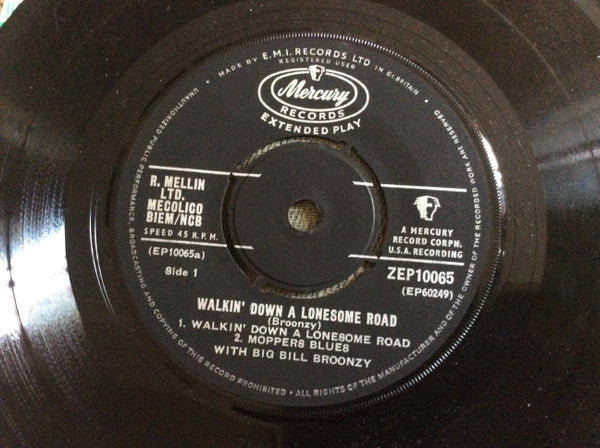 MADE BY E.M.I. RECORDS LTD IN GT. BRITAIN
REGISTERED USER
Mercury
RECORDS
EXTENDED PLAY
R. MELLIN
LTD.
MECOLICO
BIEM/NCB
SPEED 45 R.P.M.
(EP10065a)
Side 1
A MERCURY
RECORD CORPN.
U.S.A. RECORDING
ZEP10065
(EP60249)
WALKIN' DOWN A LONESOME ROAD
(Broonzy)
1. WALKIN' DOWN A LONESOME ROAD
2. MOPPERS BLUES
WITH BIG BILL BROONZY
UNAUTHORIZED PUBLIC PERFORMANCE, BROADCASTING AND COPYING OF THIS RECORD PROHIBITED • ALL RIGHTS OF THE MANUFACTURER AND OF THE OWNER OF THE RECORDED WORK ARE RESERVED